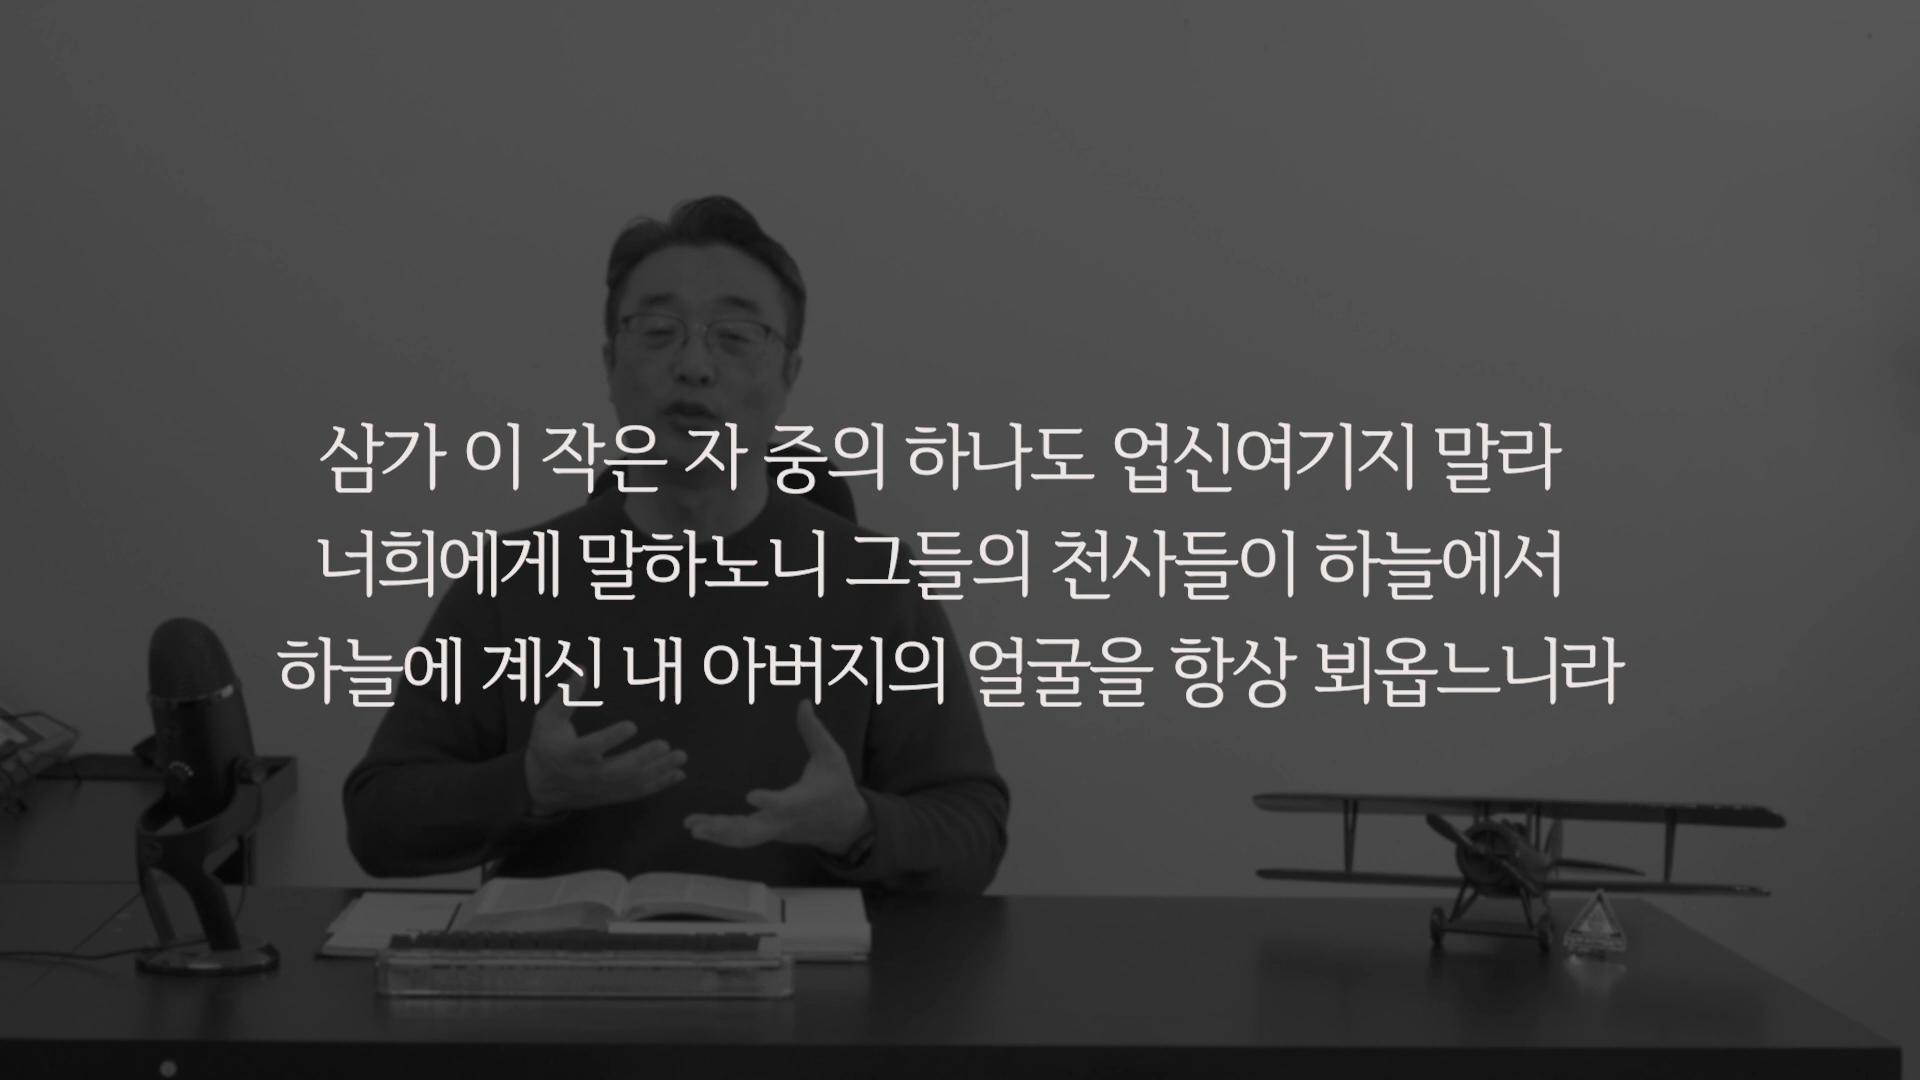 삼가 이 작은 자 중의 하나도 업신여기지 말라
너희에게 말하노니 그들의 천사들이 하늘에서
하늘에 계신 내 아버지의 얼굴을 항상 뵈옵느니라